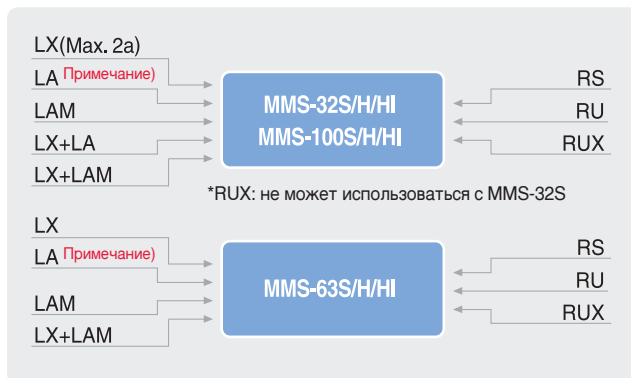 LX(Max. 2a)
LA Примечание)
LAM
LX+LA
LX+LAM
MMS-32S/H/HI
MMS-100S/H/HI
RS
RU
RUX
*RUX: не может использоваться с MMS-32S
LX
LA Примечание)
LAM
LX+LAM
MMS-63S/H/HI
RS
RU
RUX